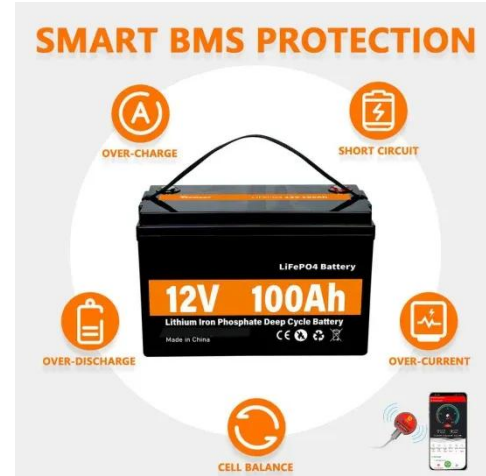 SMART BMS PROTECTION
OVER-CHARGE
SHORT CIRCUIT
LiFePO4 Battery
12V 100Ah
Lithium Iron Phosphate Deep Cycle Battery
Made in China
CE
OVER-DISCHARGE
OVER-CURRENT
CELL BALANCE